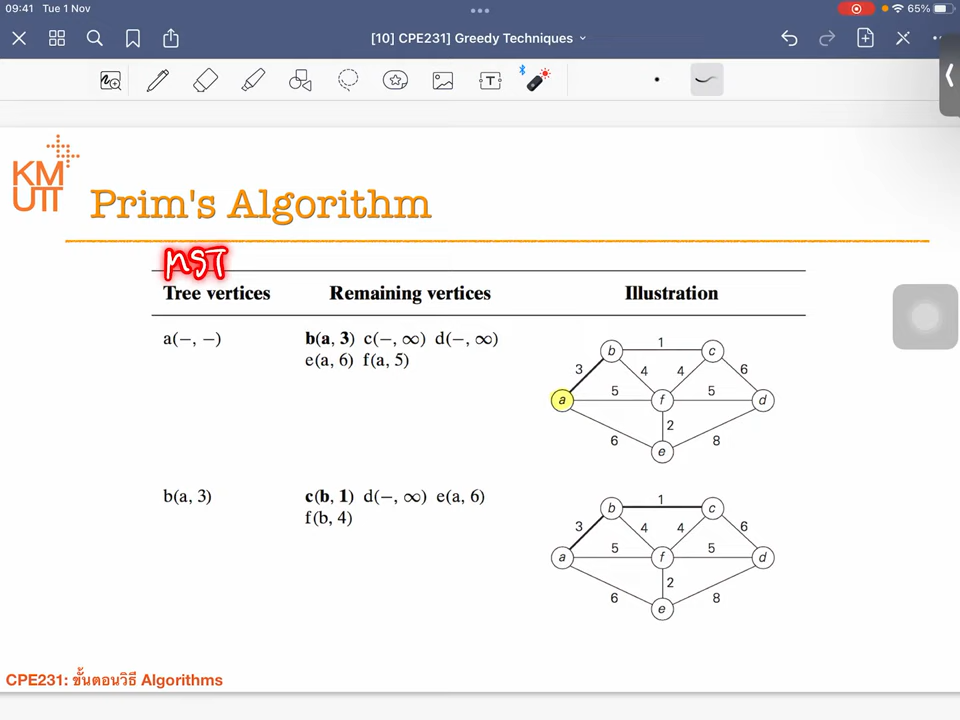 09:41 Tue 1 Nov
65%
[10] CPE231] Greedy Techniques
T
KM
UTT
Prim's Algorithm
MST
Tree vertices Remaining vertices Illustration
a(−, −) b(a, 3) c(−, ∞) d(−, ∞)
e(a, 6) f(a, 5)
1
b c
3 4 4 6
5 5
a f d
2
6 8
e
b(a, 3) c(b, 1) d(−, ∞) e(a, 6)
f(b, 4)
1
b c
3 4 4 6
5 5
a f d
2
6 8
e
CPE231: ขั้นตอนวิธี Algorithms